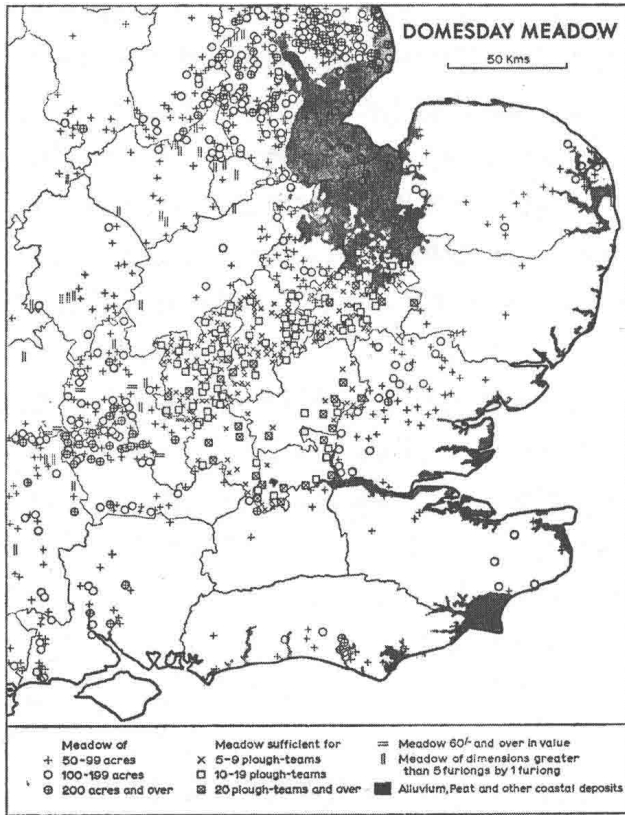 DOMESDAY MEADOW
50 Kms
Meadow of
50-99 acres
100-199 acres
200 acres and over
Meadow sufficient for
5-9 plough-teams
10-19 plough-teams
20 plough-teams and over
Meadow 60/- and over in value
Meadow of dimensions greater
than 5 furlongs by 1 furlong
Alluvium, Peat and other coastal deposits